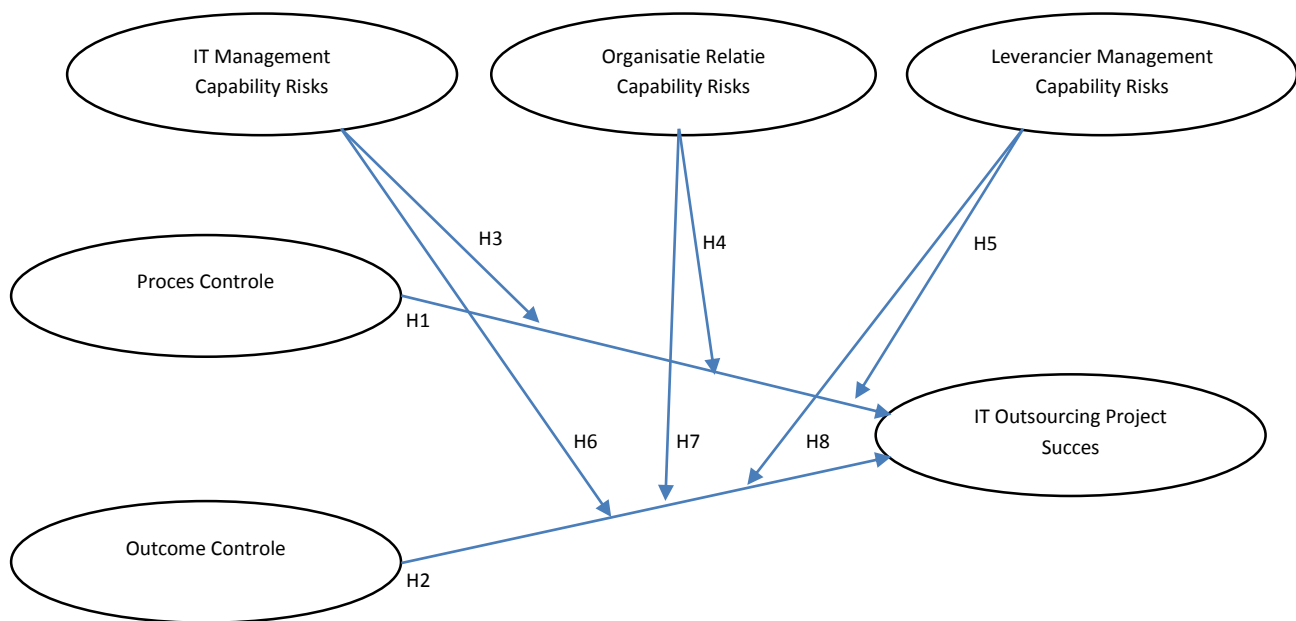 IT Management
Capability Risks
Organisatie Relatie
Capability Risks
Leverancier Management
Capability Risks
H3
H4
H5
Proces Controle
H1
IT Outsourcing Project
Succes
H6
H7
H8
Outcome Controle
H2